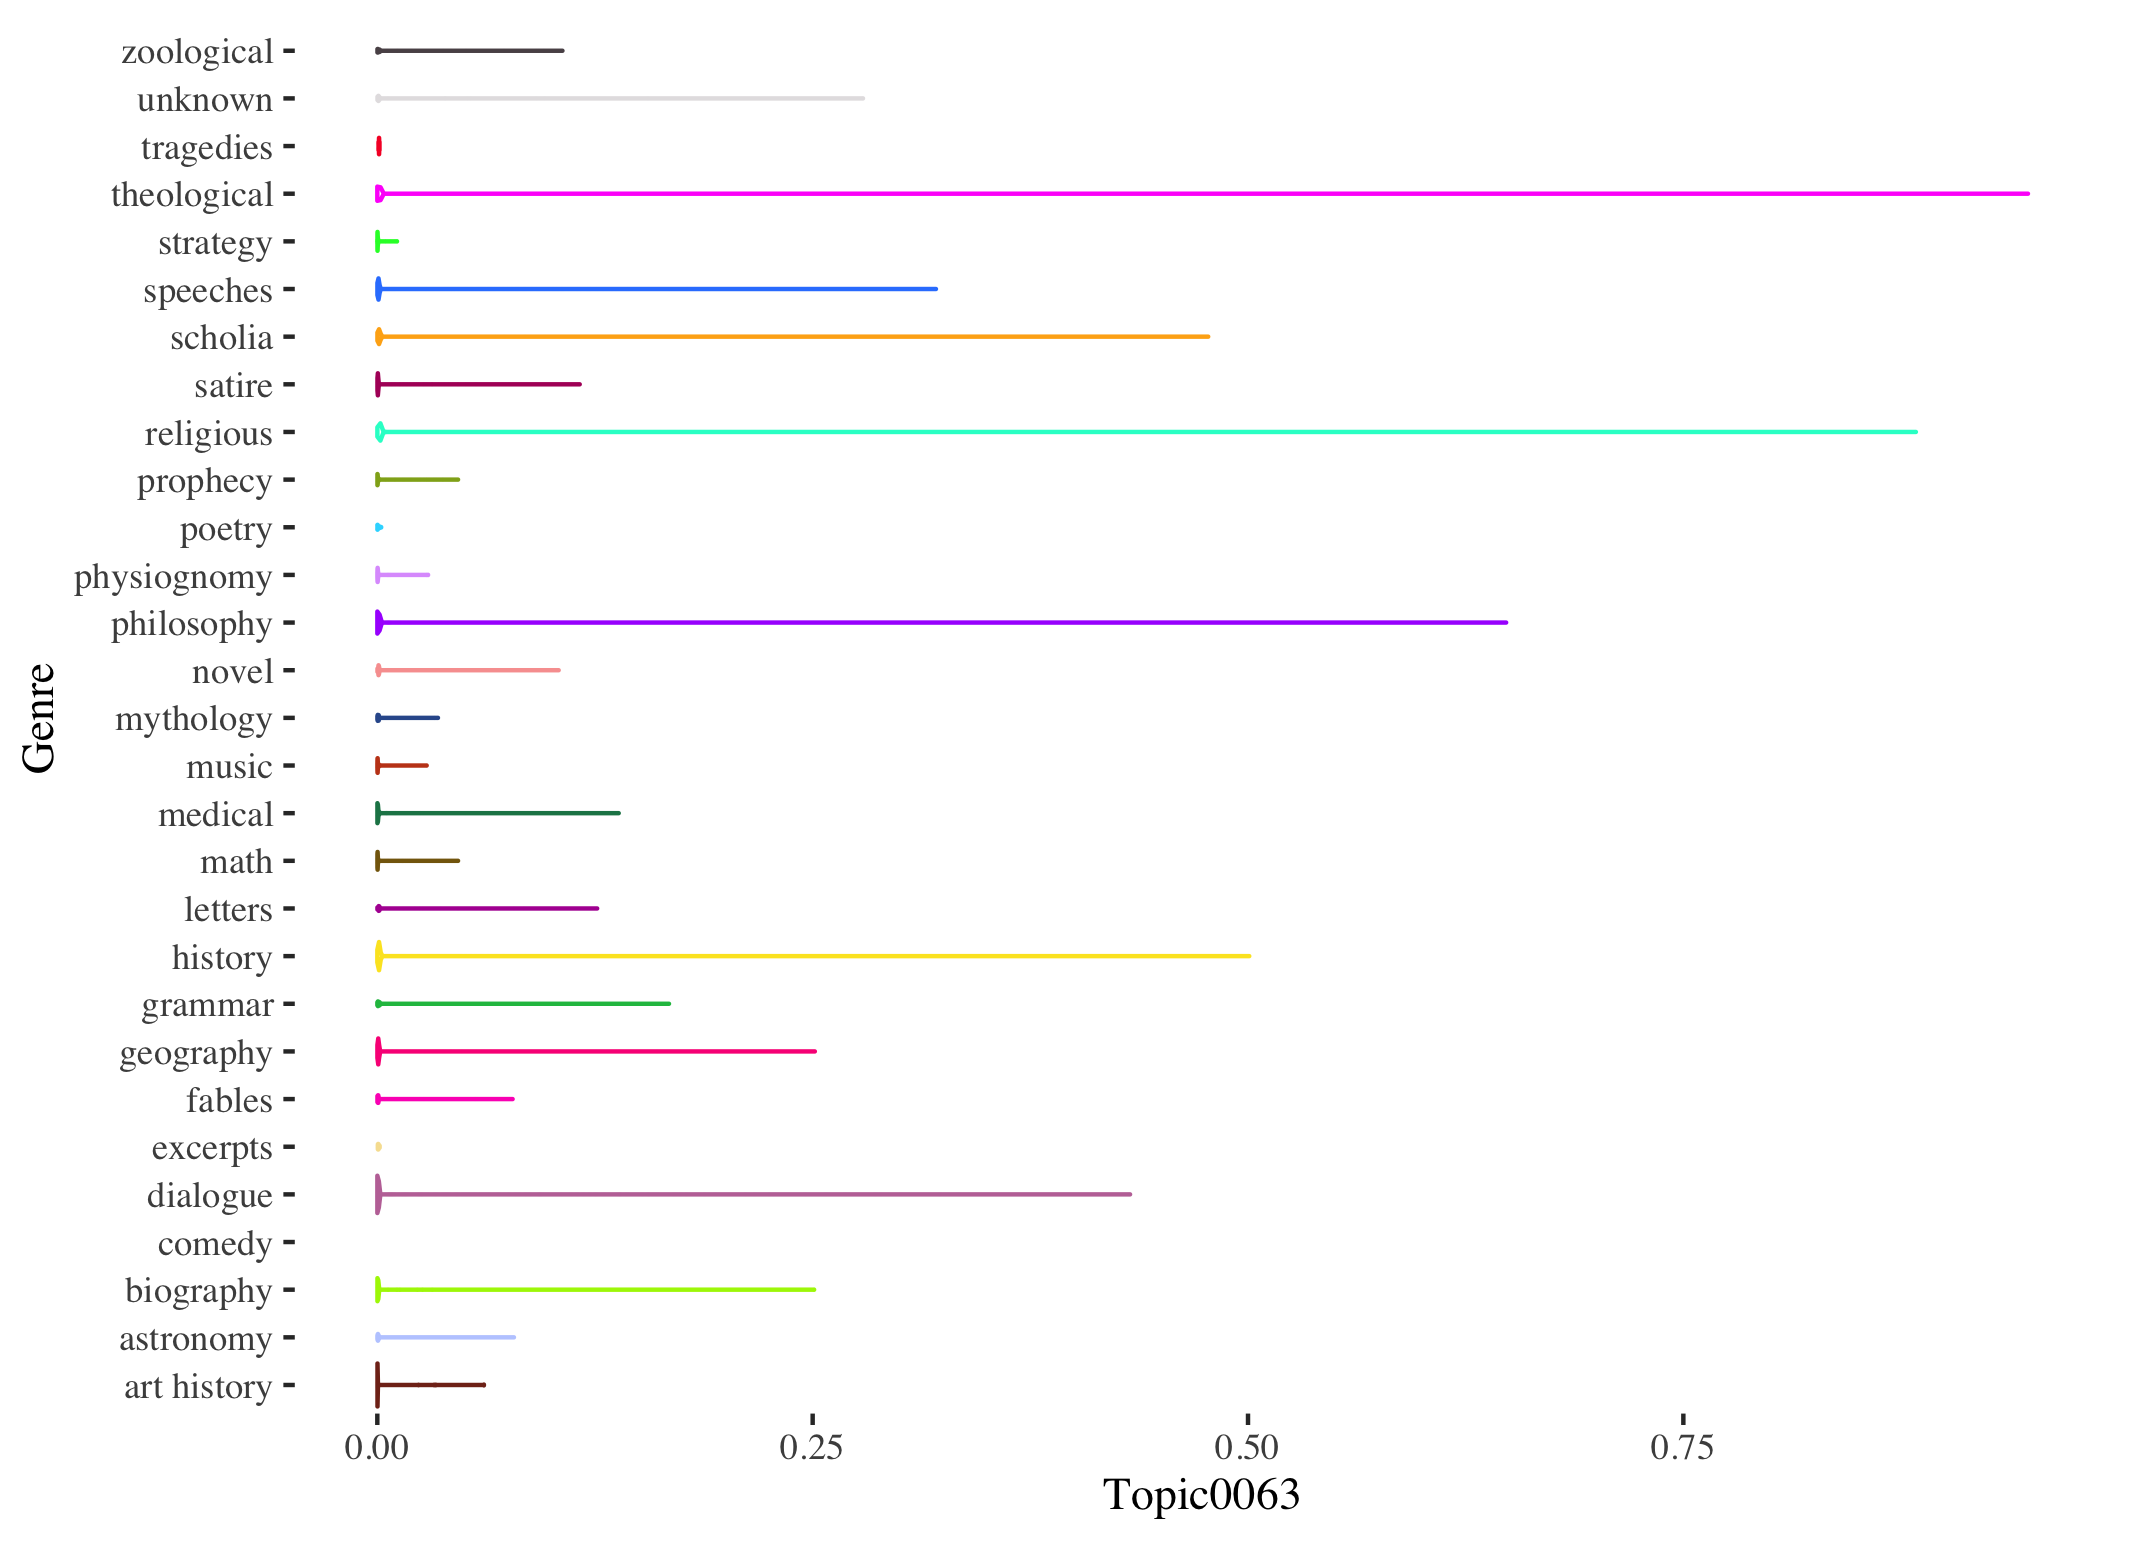 zoological
unknown
tragedies
theological
strategy
speeches
scholia
satire
religious
prophecy
poetry
physiognomy
philosophy
novel
mythology
music
medical
math
letters
history
grammar
geography
fables
excerpts
dialogue
comedy
biography
astronomy
art history
Genre
0.00 0.25 0.50 0.75
Topic0063